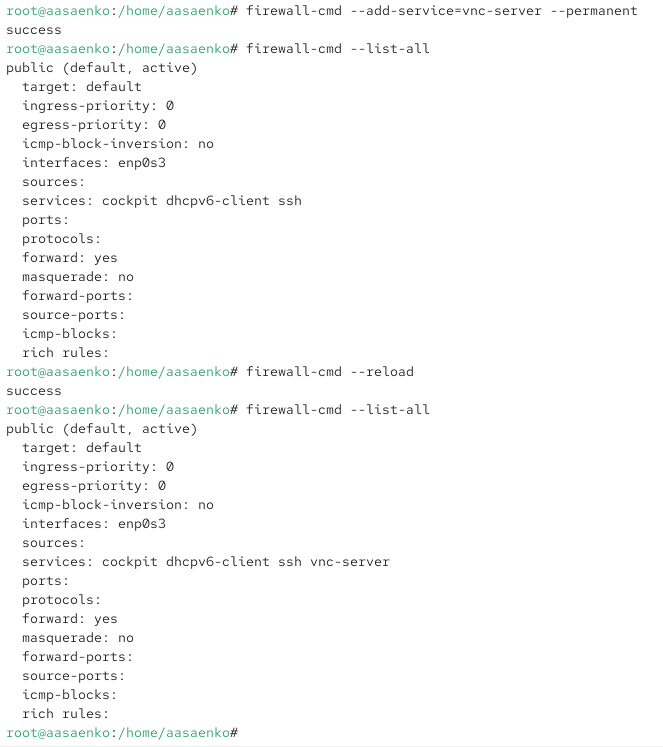 root@aasaenko:/home/aasaenko# firewall-cmd --add-service=vnc-server --permanent
success
root@aasaenko:/home/aasaenko# firewall-cmd --list-all
public (default, active)
  target: default
  ingress-priority: 0
  egress-priority: 0
  icmp-block-inversion: no
  interfaces: enp0s3
  sources:
  services: cockpit dhcpv6-client ssh
  ports:
  protocols:
  forward: yes
  masquerade: no
  forward-ports:
  source-ports:
  icmp-blocks:
  rich rules:
root@aasaenko:/home/aasaenko# firewall-cmd --reload
success
root@aasaenko:/home/aasaenko# firewall-cmd --list-all
public (default, active)
  target: default
  ingress-priority: 0
  egress-priority: 0
  icmp-block-inversion: no
  interfaces: enp0s3
  sources:
  services: cockpit dhcpv6-client ssh vnc-server
  ports:
  protocols:
  forward: yes
  masquerade: no
  forward-ports:
  source-ports:
  icmp-blocks:
  rich rules:
root@aasaenko:/home/aasaenko#